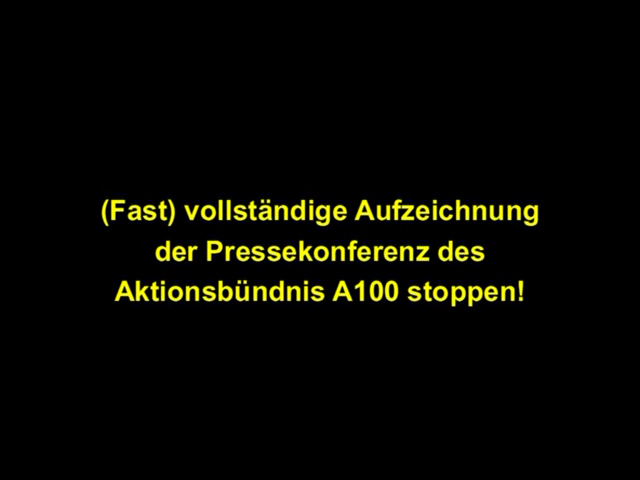 (Fast) vollständige Aufzeichnung
der Pressekonferenz des
Aktionsbündnis A100 stoppen!